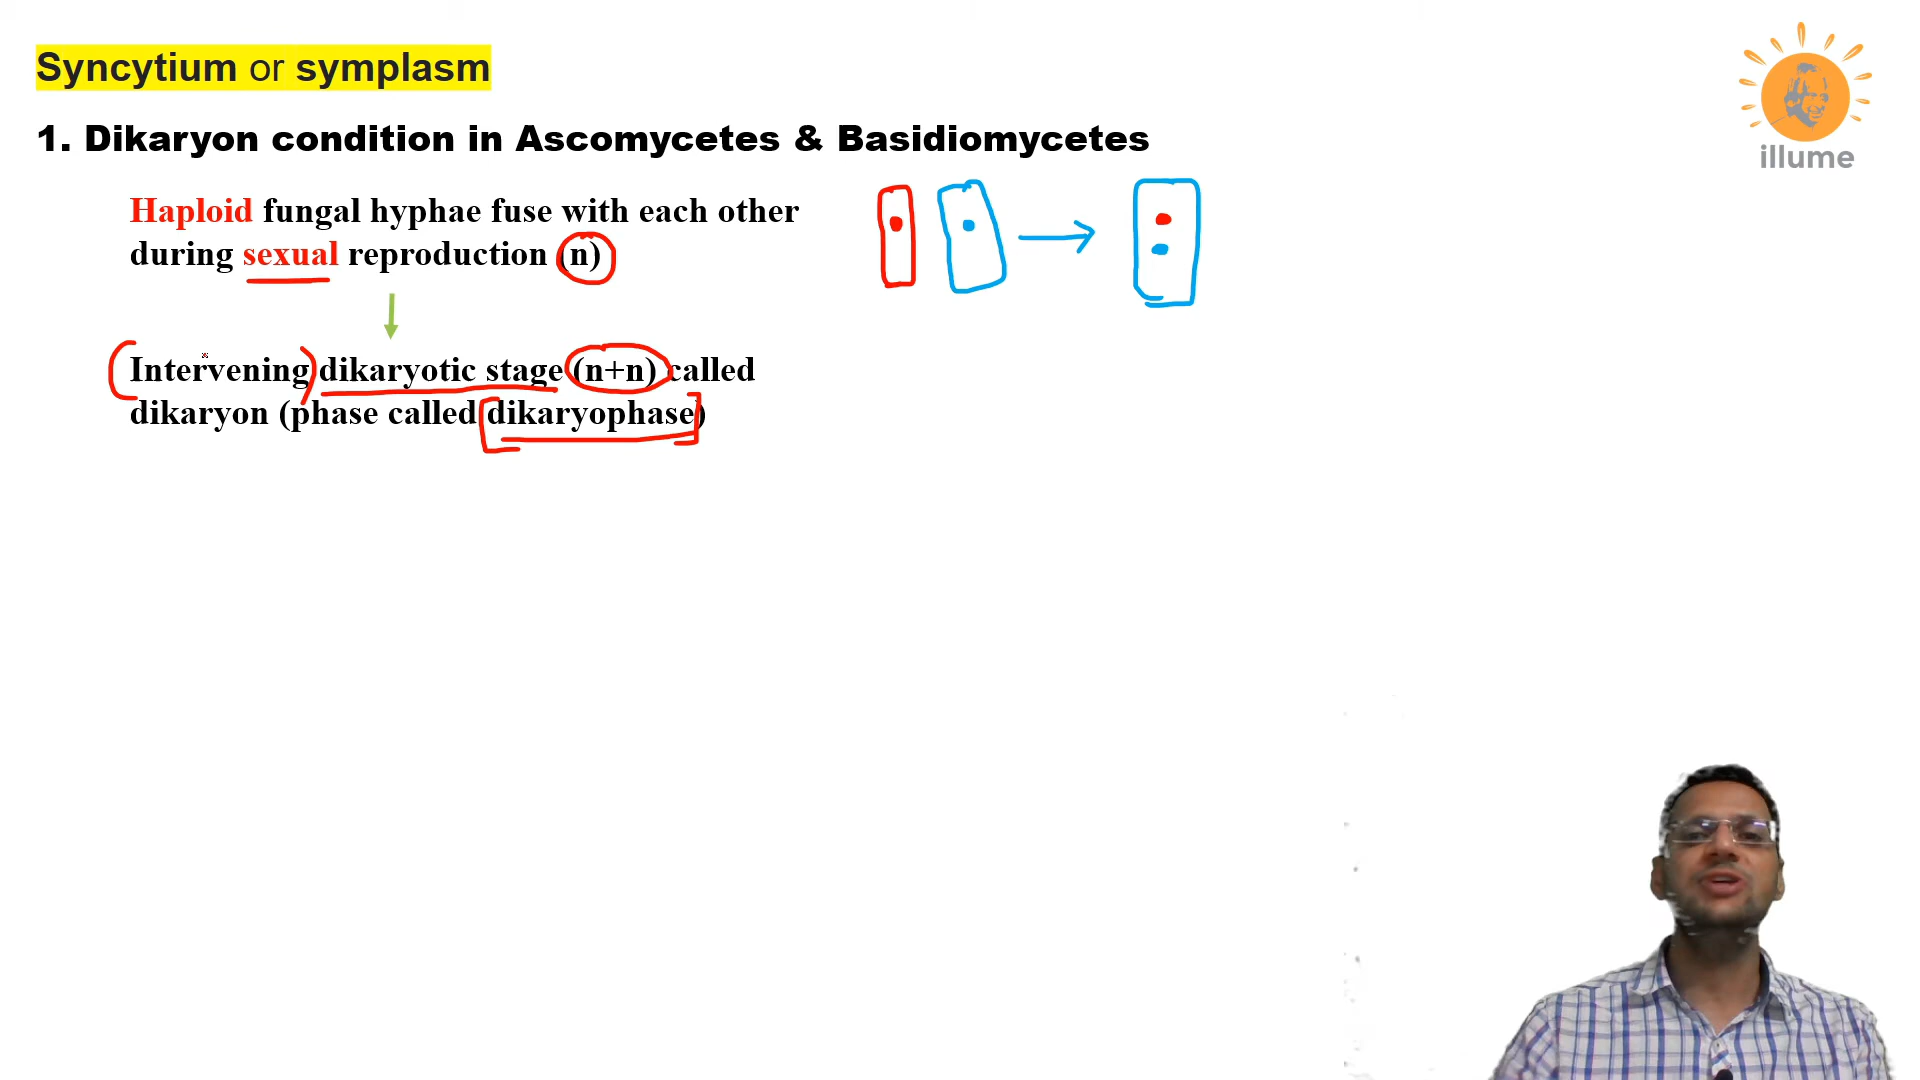 Syncytium or symplasm
illume
1. Dikaryon condition in Ascomycetes & Basidiomycetes
Haploid fungal hyphae fuse with each other
during sexual reproduction (n)
Intervening dikaryotic stage (n+n) called
dikaryon (phase called dikaryophase)